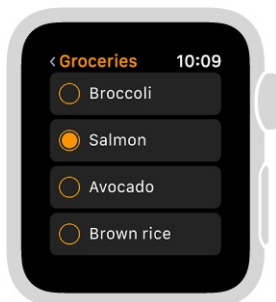 <Groceries 10:09
Broccoli
Salmon
Avocado
Brown rice